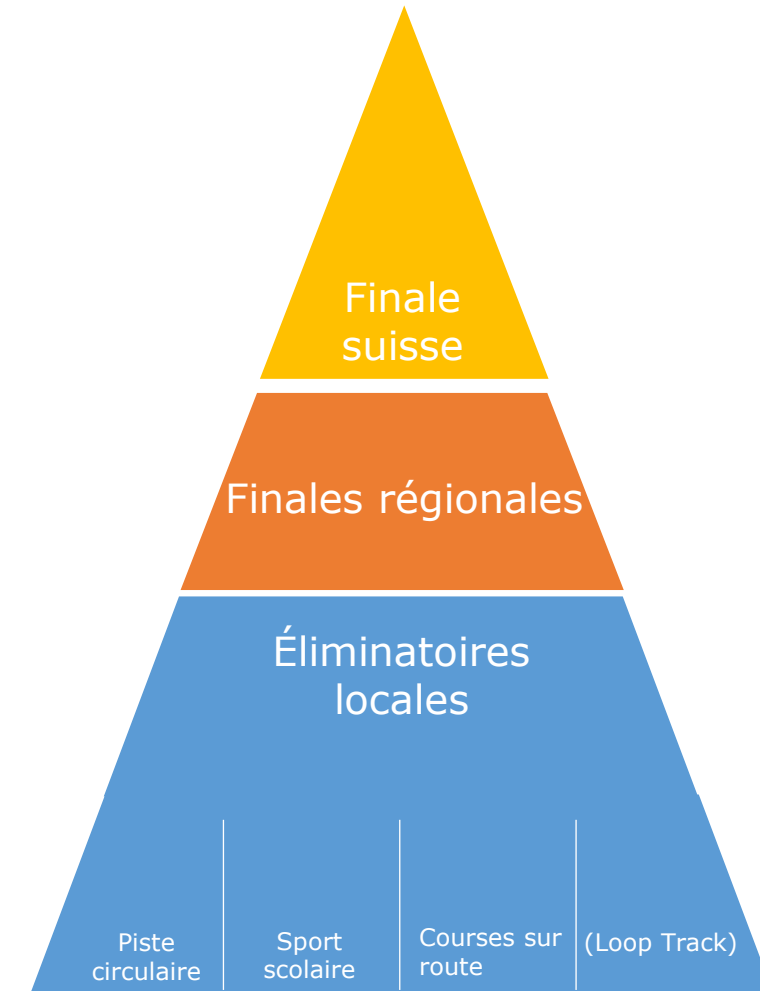 Finale
suisse
Finales régionales
Éliminatoires
locales
Piste
circulaire
Sport
scolaire
Courses sur
route
(Loop Track)